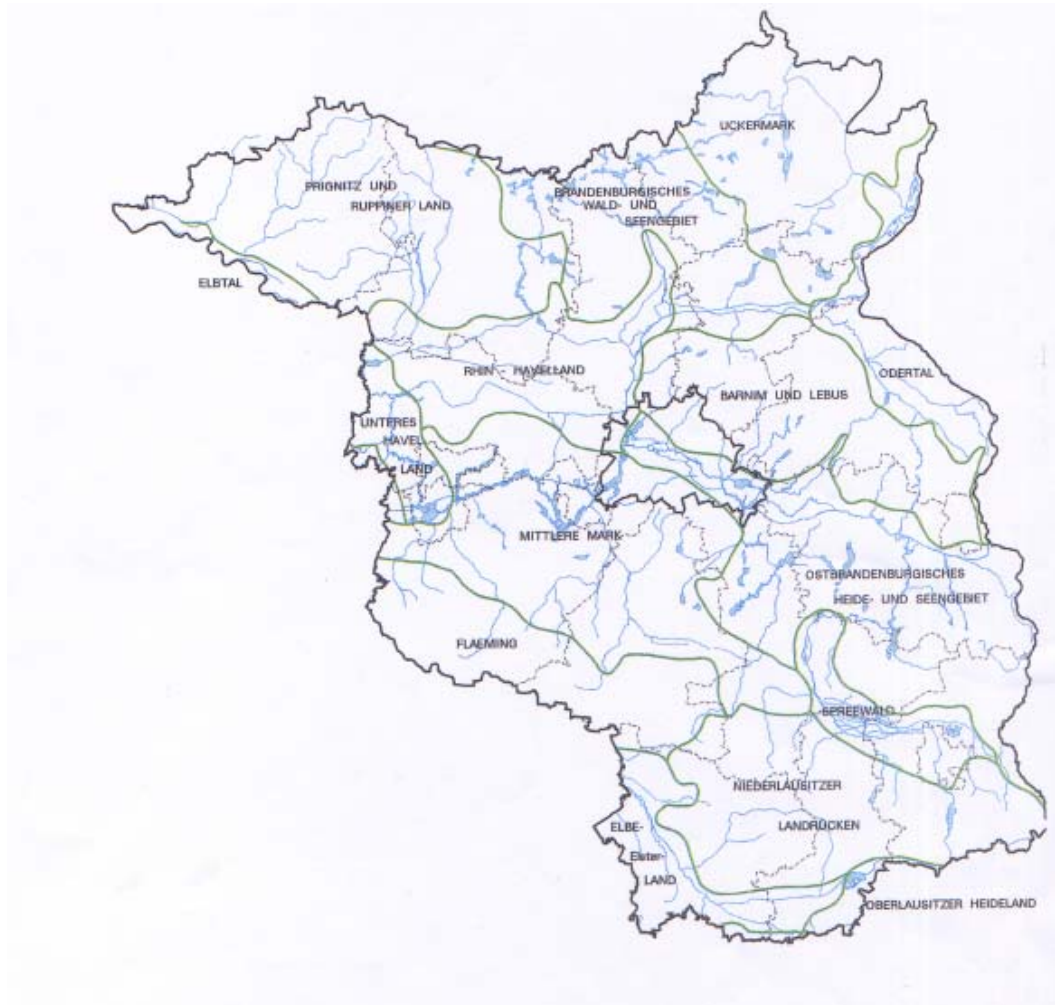 UCKERMARK
PRIGNITZ UND
RUPPINER LAND
BRANDENBURGISCHES
WALD- UND
SEENGEBIET
ELBTAL
RHIN - HAVELLAND
ODERTAL
BARNIM UND LEBUS
UNTERES
HAVEL
LAND
MITTLERE MARK
OSTBRANDENBURGISCHES
HEIDE- UND SEENGEBIET
FLAEMING
SPREEWALD
NIEDERLAUSITZER
LANDRÜCKEN
ELBE-
Elster-
LAND
OBERLAUSITZER HEIDELAND